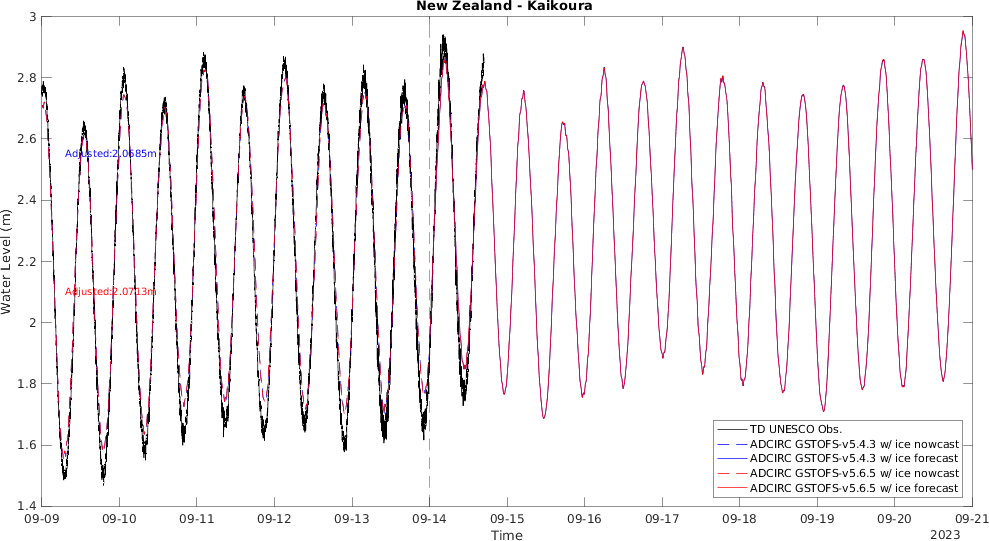 New Zealand - Kaikoura
3
2.8
2.6
2.4
2.2
2
1.8
1.6
1.4
Water Level (m)
Adjusted:2.0685m
Adjusted:2.0713m
TD UNESCO Obs.
ADCIRC GSTOFS-v5.4.3 w/ ice nowcast
ADCIRC GSTOFS-v5.4.3 w/ ice forecast
ADCIRC GSTOFS-v5.6.5 w/ ice nowcast
ADCIRC GSTOFS-v5.6.5 w/ ice forecast
09-09 09-10 09-11 09-12 09-13 09-14 09-15 09-16 09-17 09-18 09-19 09-20 09-21
Time
2023